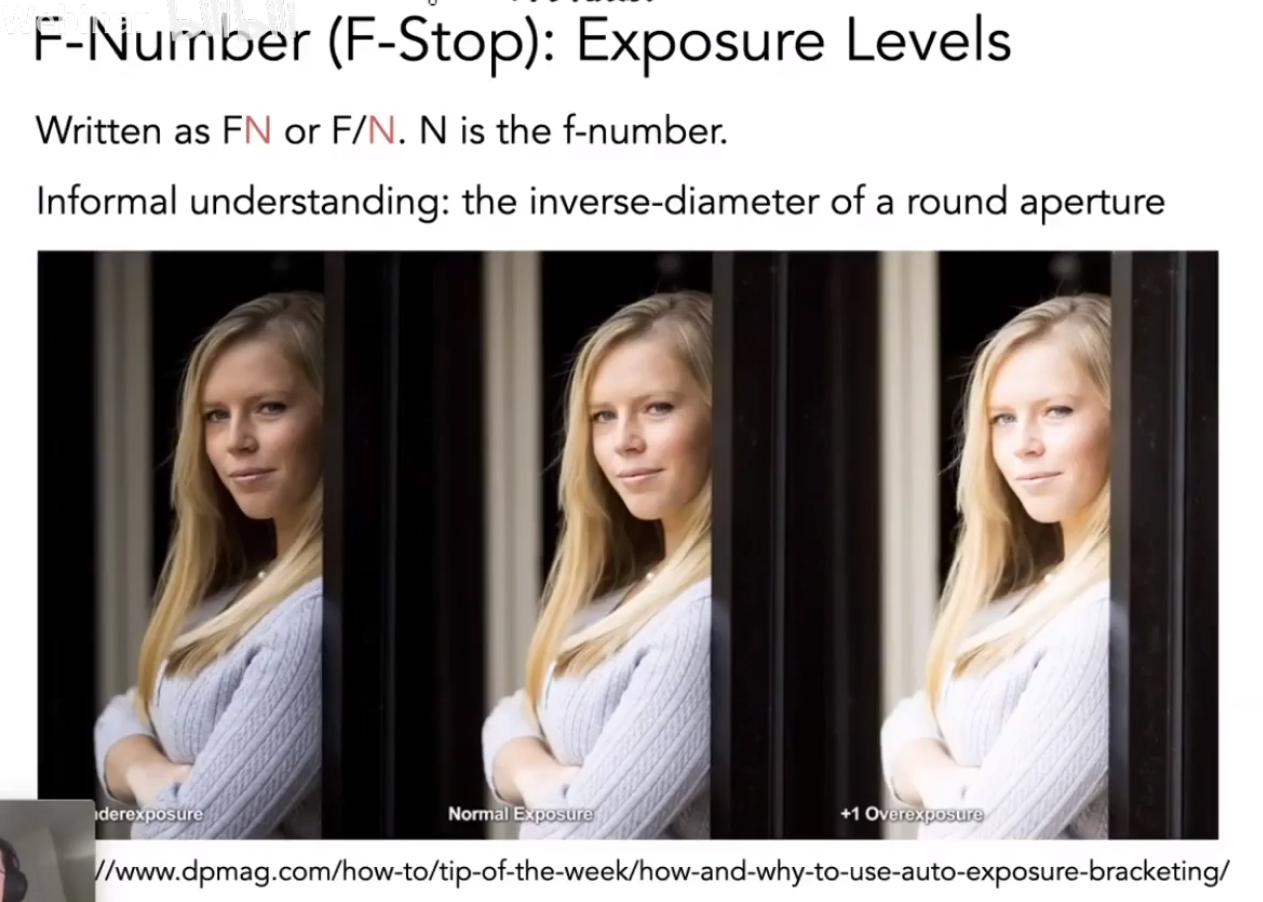 F-Number (F-Stop): Exposure Levels
Written as FN or F/N. N is the f-number.
Informal understanding: the inverse-diameter of a round aperture
Normal Exposure
+1 Overexposure
//www.dpmag.com/how-to/tip-of-the-week/how-and-why-to-use-auto-exposure-bracketing/